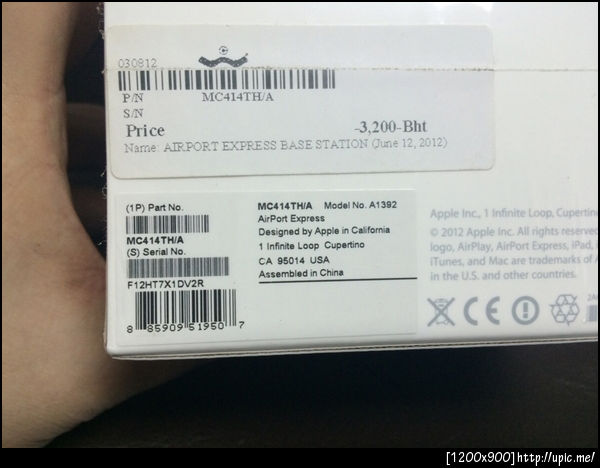 030812
P/N MC414TH/A
S/N
Price -3,200-Bht
Name: AIRPORT EXPRESS BASE STATION (June 12, 2012)
(1P) Part No.
MC414TH/A
(S) Serial No.
F12HT7X1DV2R
8 85909 51950 7
MC414TH/A Model No. A1392
AirPort Express
Designed by Apple in California
1 Infinite Loop Cupertino
CA 95014 USA
Assembled in China
Apple Inc., 1 Infinite Loop, Cupertino
© 2012 Apple Inc. All rights reserved
logo, AirPlay, AirPort Express, iPad,
iTunes, and Mac are trademarks of
in the U.S. and other countries.
CE
[1200x900]http://upic.me/